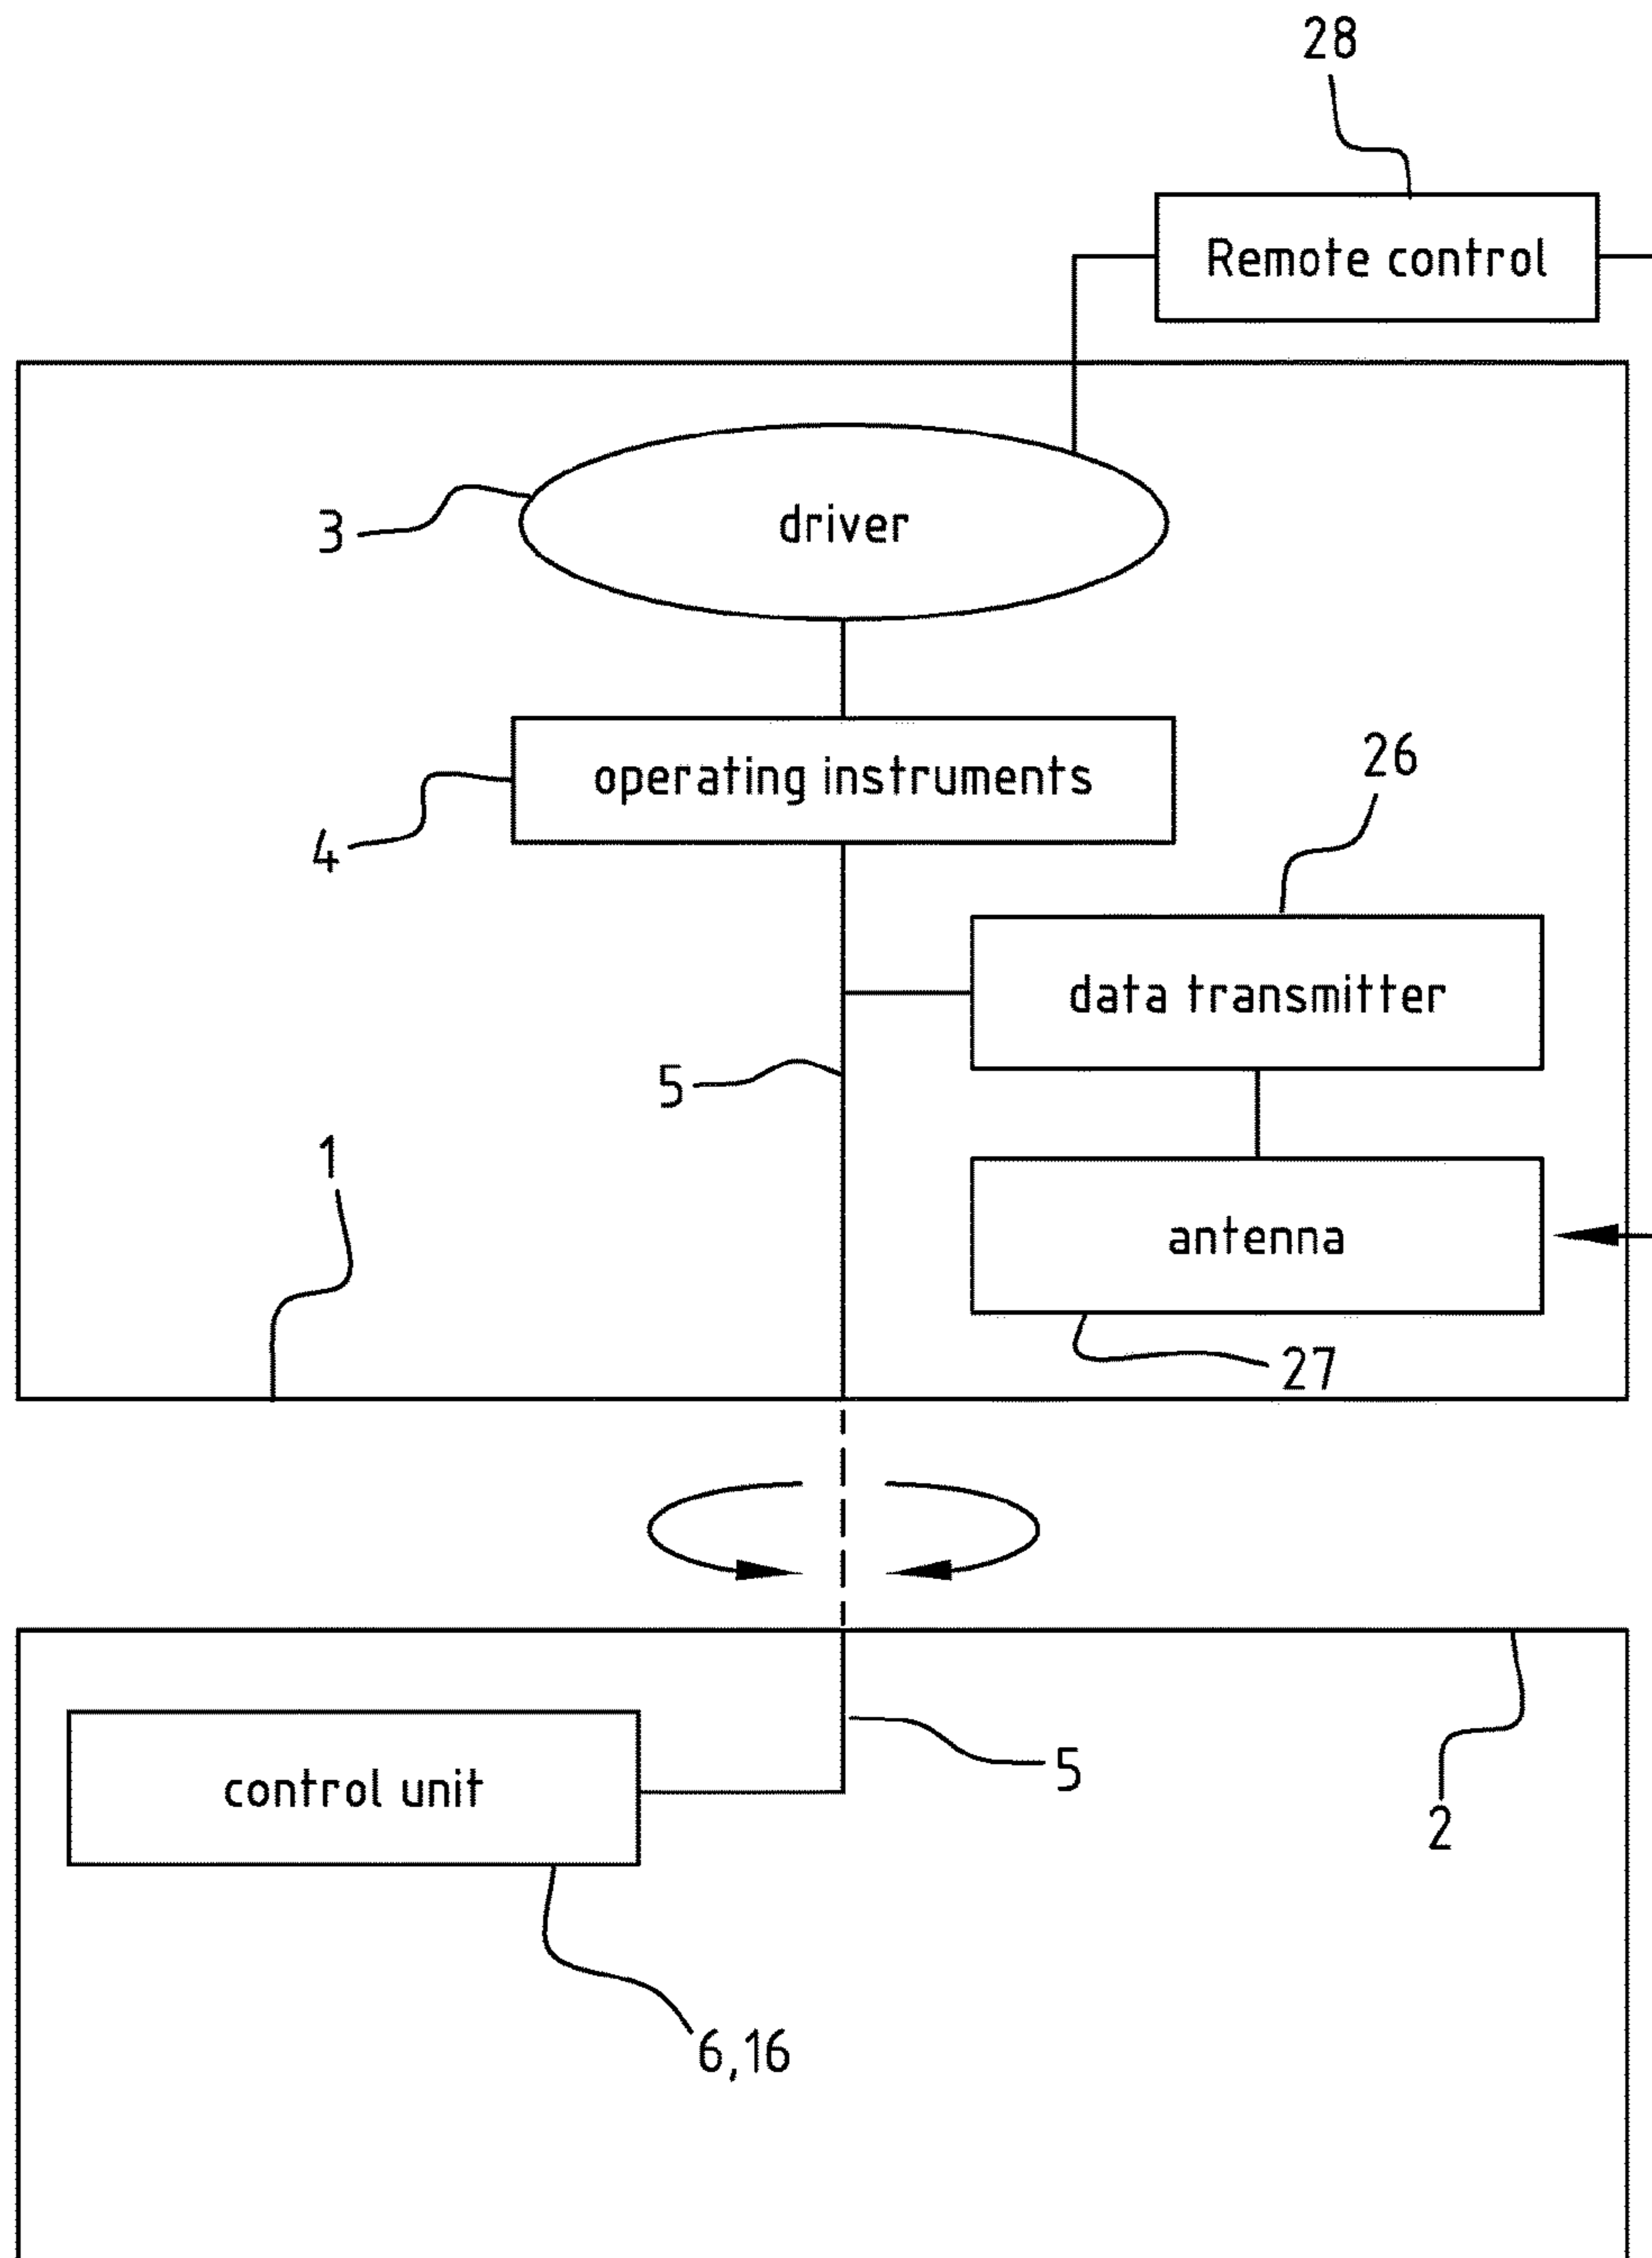 28
Remote control
3
driver
operating instruments
4
26
data transmitter
5
1
antenna
27
control unit
5
2
6,16